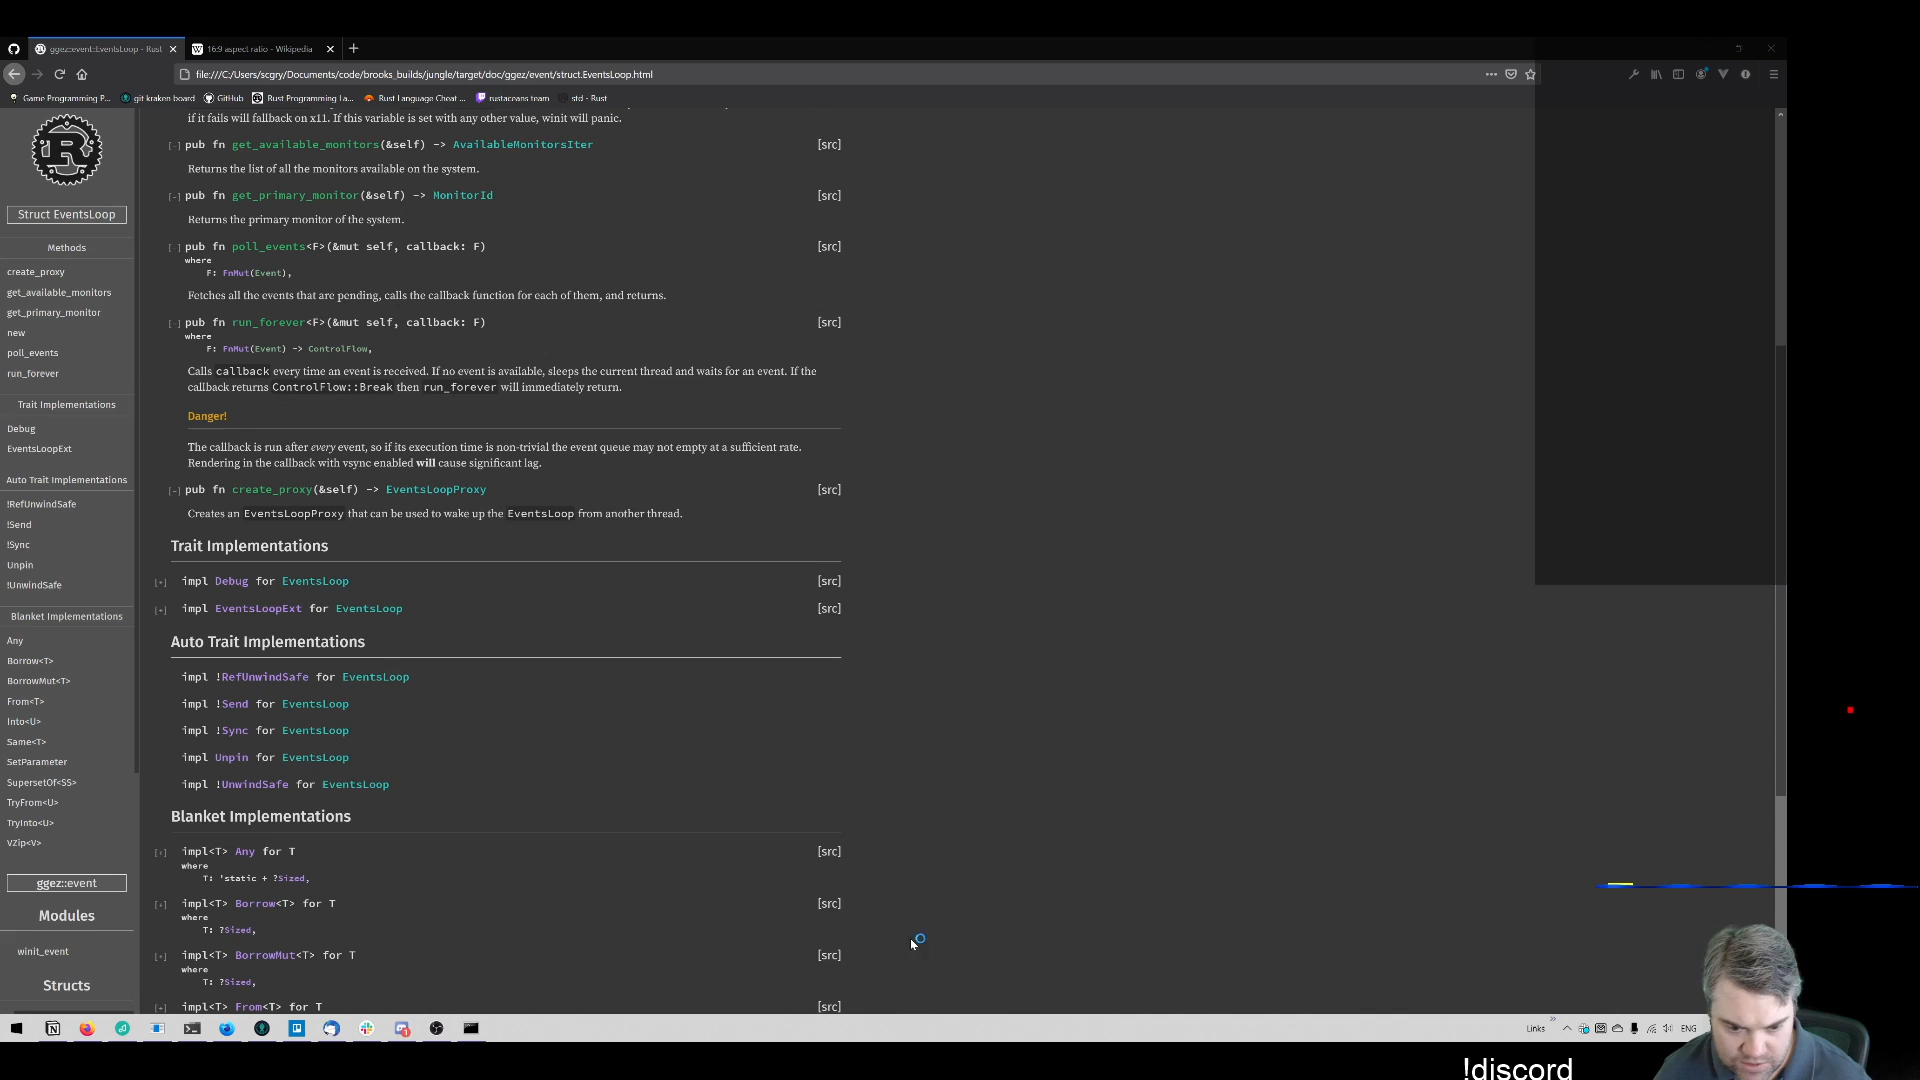 ggez::event::EventsLoop - Rust
16:9 aspect ratio - Wikipedia
file:///C:/Users/scgry/Documents/code/brooks_builds/jungle/target/doc/ggez/event/struct.EventsLoop.html
Game Programming P...
git kraken board
GitHub
Rust Programming La...
Rust Language Cheat ...
rustaceans team
std - Rust
Struct EventsLoop
Methods
create_proxy
get_available_monitors
get_primary_monitor
new
poll_events
run_forever
Trait Implementations
Debug
EventsLoopExt
Auto Trait Implementations
!RefUnwindSafe
!Send
!Sync
Unpin
!UnwindSafe
Blanket Implementations
Any
Borrow<T>
BorrowMut<T>
From<T>
Into<U>
Same<T>
SetParameter
SupersetOf<SS>
TryFrom<U>
TryInto<U>
VZip<V>
ggez::event
Modules
winit_event
Structs
if it fails will fallback on x11. If this variable is set with any other value, winit will panic.
[-] pub fn get_available_monitors(&self) -> AvailableMonitorsIter [src]
Returns the list of all the monitors available on the system.
[-] pub fn get_primary_monitor(&self) -> MonitorId [src]
Returns the primary monitor of the system.
[-] pub fn poll_events<F>(&mut self, callback: F) [src]
where
F: FnMut(Event),
Fetches all the events that are pending, calls the callback function for each of them, and returns.
[-] pub fn run_forever<F>(&mut self, callback: F) [src]
where
F: FnMut(Event) -> ControlFlow,
Calls callback every time an event is received. If no event is available, sleeps the current thread and waits for an event. If the
callback returns ControlFlow::Break then run_forever will immediately return.
Danger!
The callback is run after every event, so if its execution time is non-trivial the event queue may not empty at a sufficient rate.
Rendering in the callback with vsync enabled will cause significant lag.
[-] pub fn create_proxy(&self) -> EventsLoopProxy [src]
Creates an EventsLoopProxy that can be used to wake up the EventsLoop from another thread.
Trait Implementations
[+] impl Debug for EventsLoop [src]
[+] impl EventsLoopExt for EventsLoop [src]
Auto Trait Implementations
impl !RefUnwindSafe for EventsLoop
impl !Send for EventsLoop
impl !Sync for EventsLoop
impl Unpin for EventsLoop
impl !UnwindSafe for EventsLoop
Blanket Implementations
[+] impl<T> Any for T [src]
where
T: 'static + ?Sized,
[+] impl<T> Borrow<T> for T [src]
where
T: ?Sized,
[+] impl<T> BorrowMut<T> for T [src]
where
T: ?Sized,
[+] impl<T> From<T> for T [src]
Links
ENG
!discord